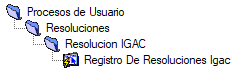 Procesos de Usuario
Resoluciones
Resolucion IGAC
Registro De Resoluciones Igac